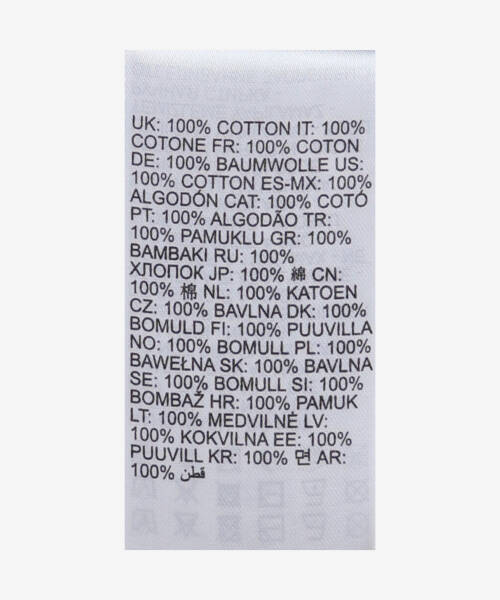 UK: 100% COTTON IT: 100%
COTONE FR: 100% COTON
DE: 100% BAUMWOLLE US:
100% COTTON ES-MX: 100%
ALGODÓN CAT: 100% COTÓ
PT: 100% ALGODÃO TR:
100% PAMUKLU GR: 100%
BAMBAKI RU: 100%
ХЛОПОК JP: 100% 綿 CN:
100% 棉 NL: 100% KATOEN
CZ: 100% BAVLNA DK: 100%
BOMULD FI: 100% PUUVILLA
NO: 100% BOMULL PL: 100%
BAWEŁNA SK: 100% BAVLNA
SE: 100% BOMULL SI: 100%
BOMBAŽ HR: 100% PAMUK
LT: 100% MEDVILNĖ LV:
100% KOKVILNA EE: 100%
PUUVILL KR: 100% 면 AR:
100% قطن